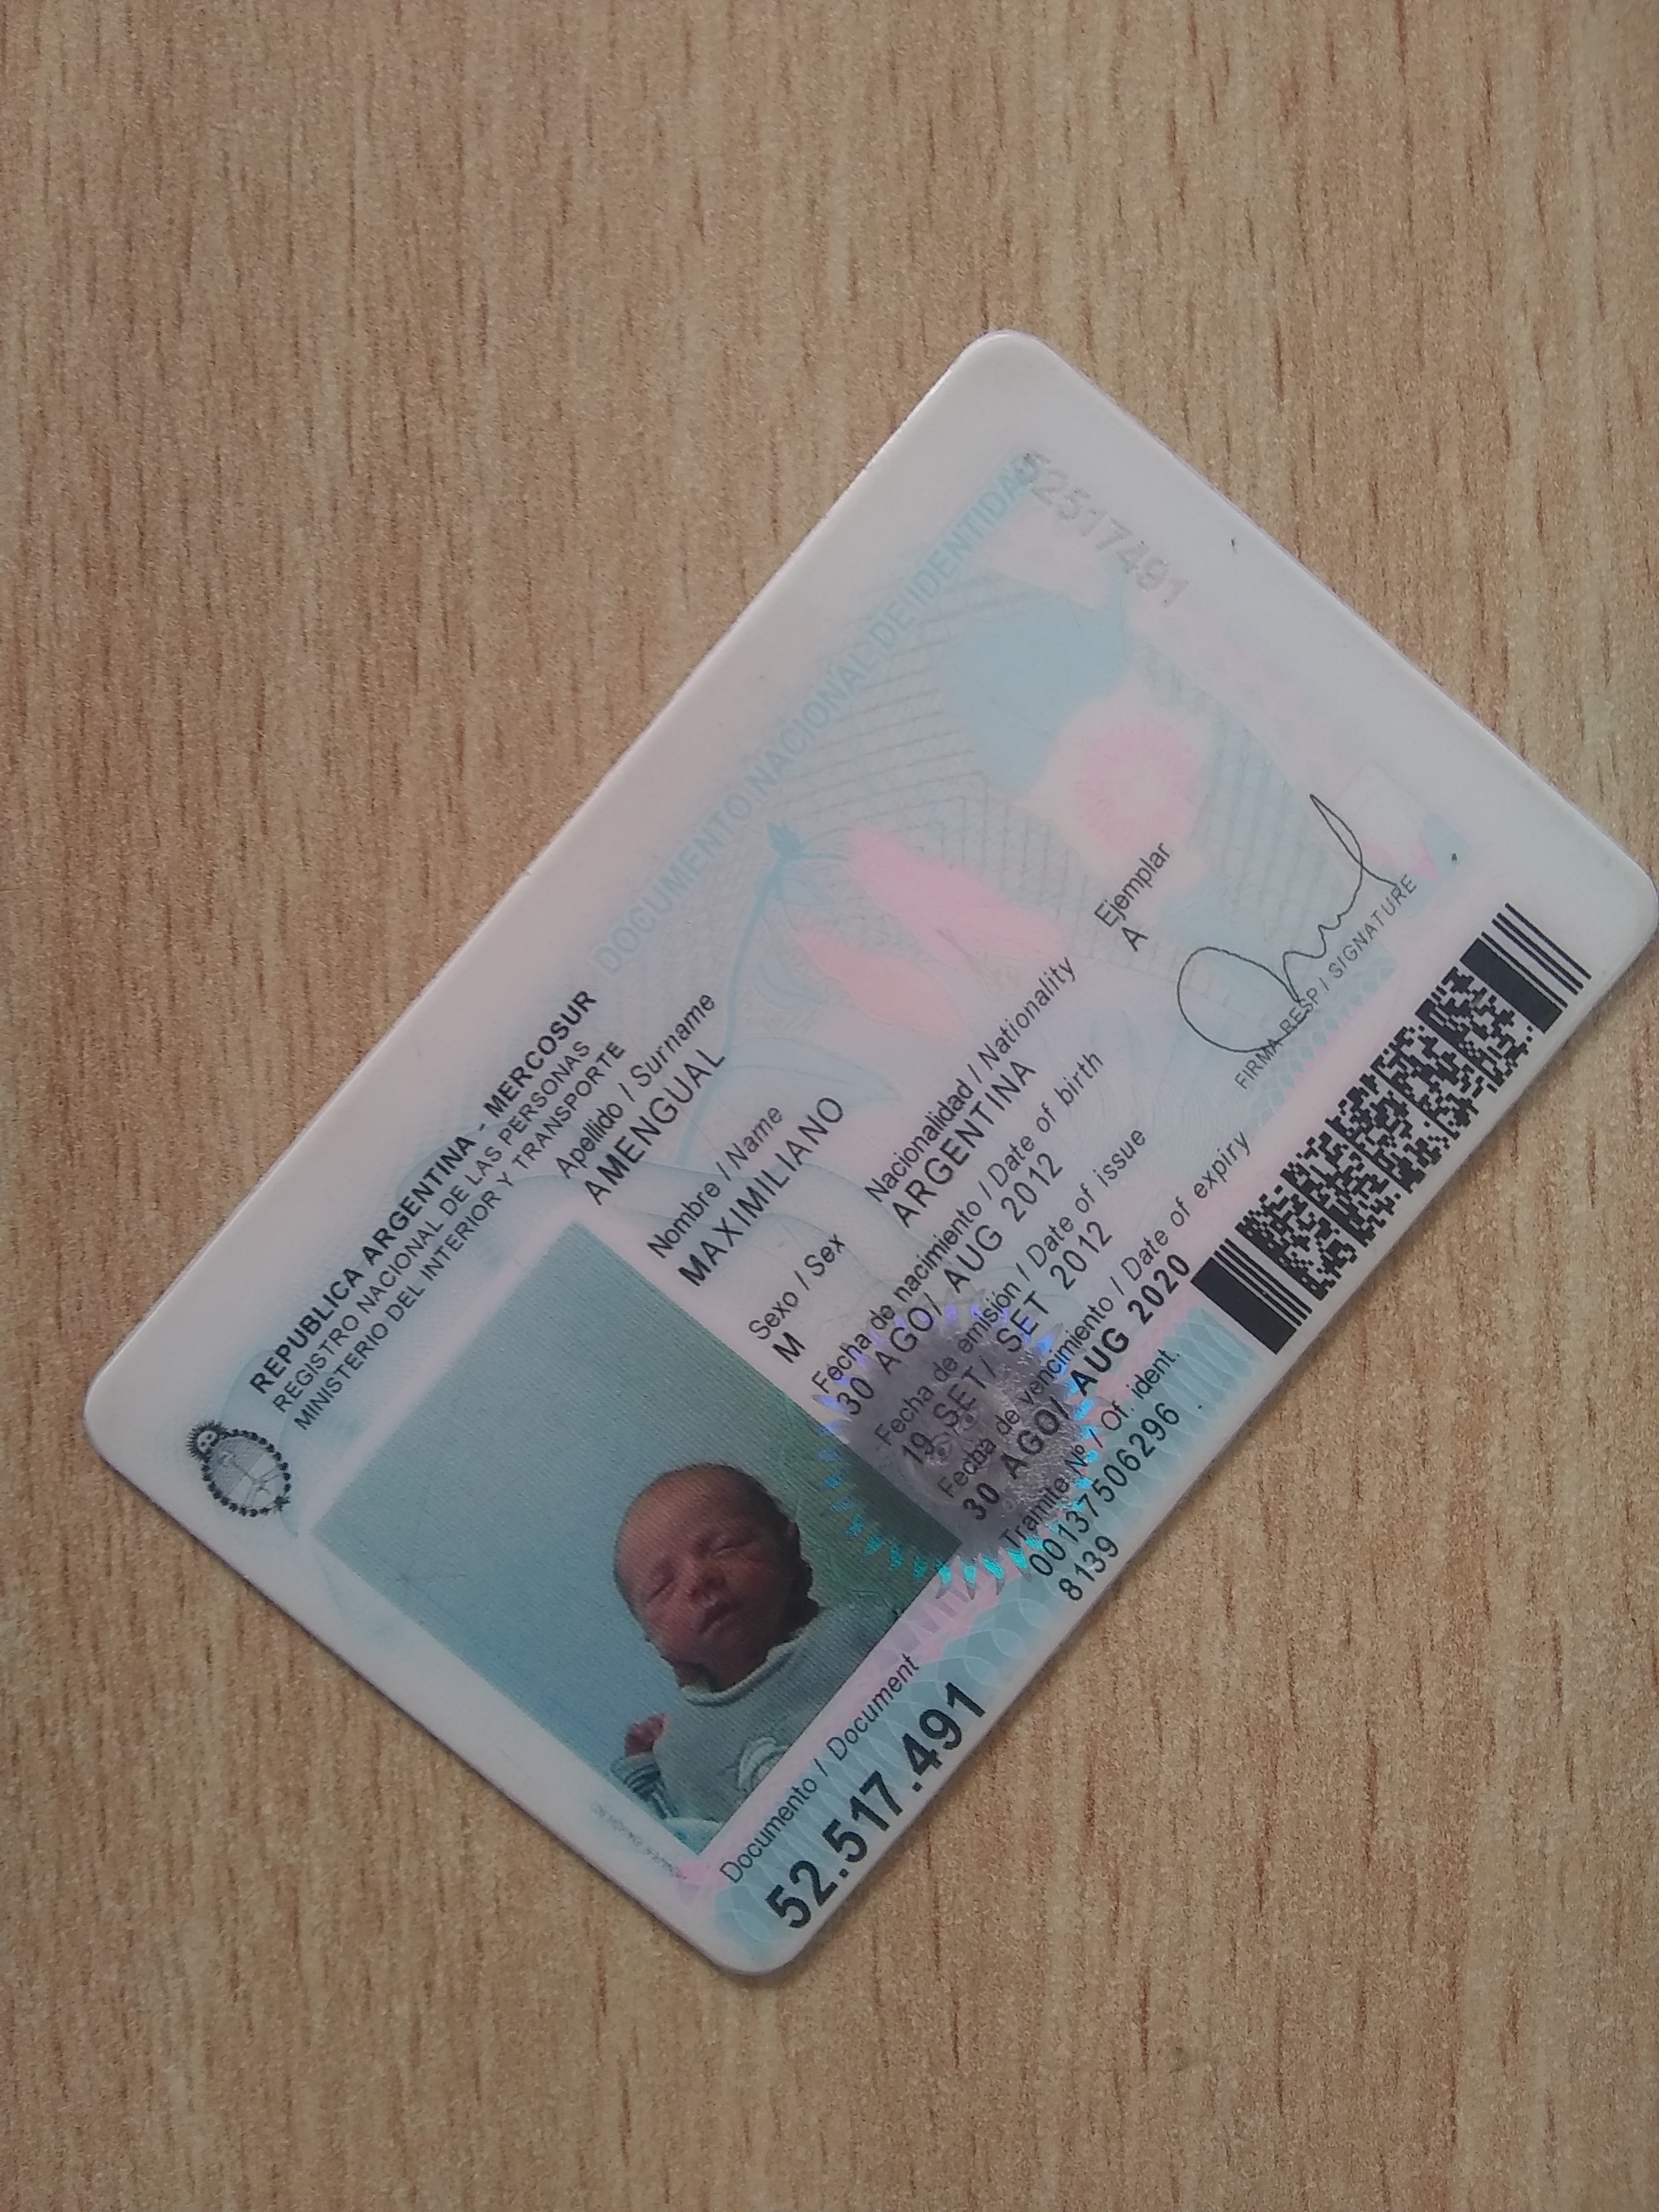 REPUBLICA ARGENTINA - MERCOSUR
REGISTRO NACIONAL DE LAS PERSONAS
MINISTERIO DEL INTERIOR Y TRANSPORTE
DOCUMENTO NACIONAL DE IDENTIDAD
52517491
Apellido / Surname
AMENGUAL
Nombre / Name
MAXIMILIANO
Sexo / Sex
M
Nacionalidad / Nationality
ARGENTINA
Ejemplar
A
Fecha de nacimiento / Date of birth
30 AGO/ AUG 2012
Fecha de emisión / Date of issue
19 SET/ SET 2012
Fecha de vencimiento / Date of expiry
30 AGO/ AUG 2020
Tramite Nº / Of. ident.
00137506296
8139
FIRMA RESP / SIGNATURE
Documento / Document
52.517.491